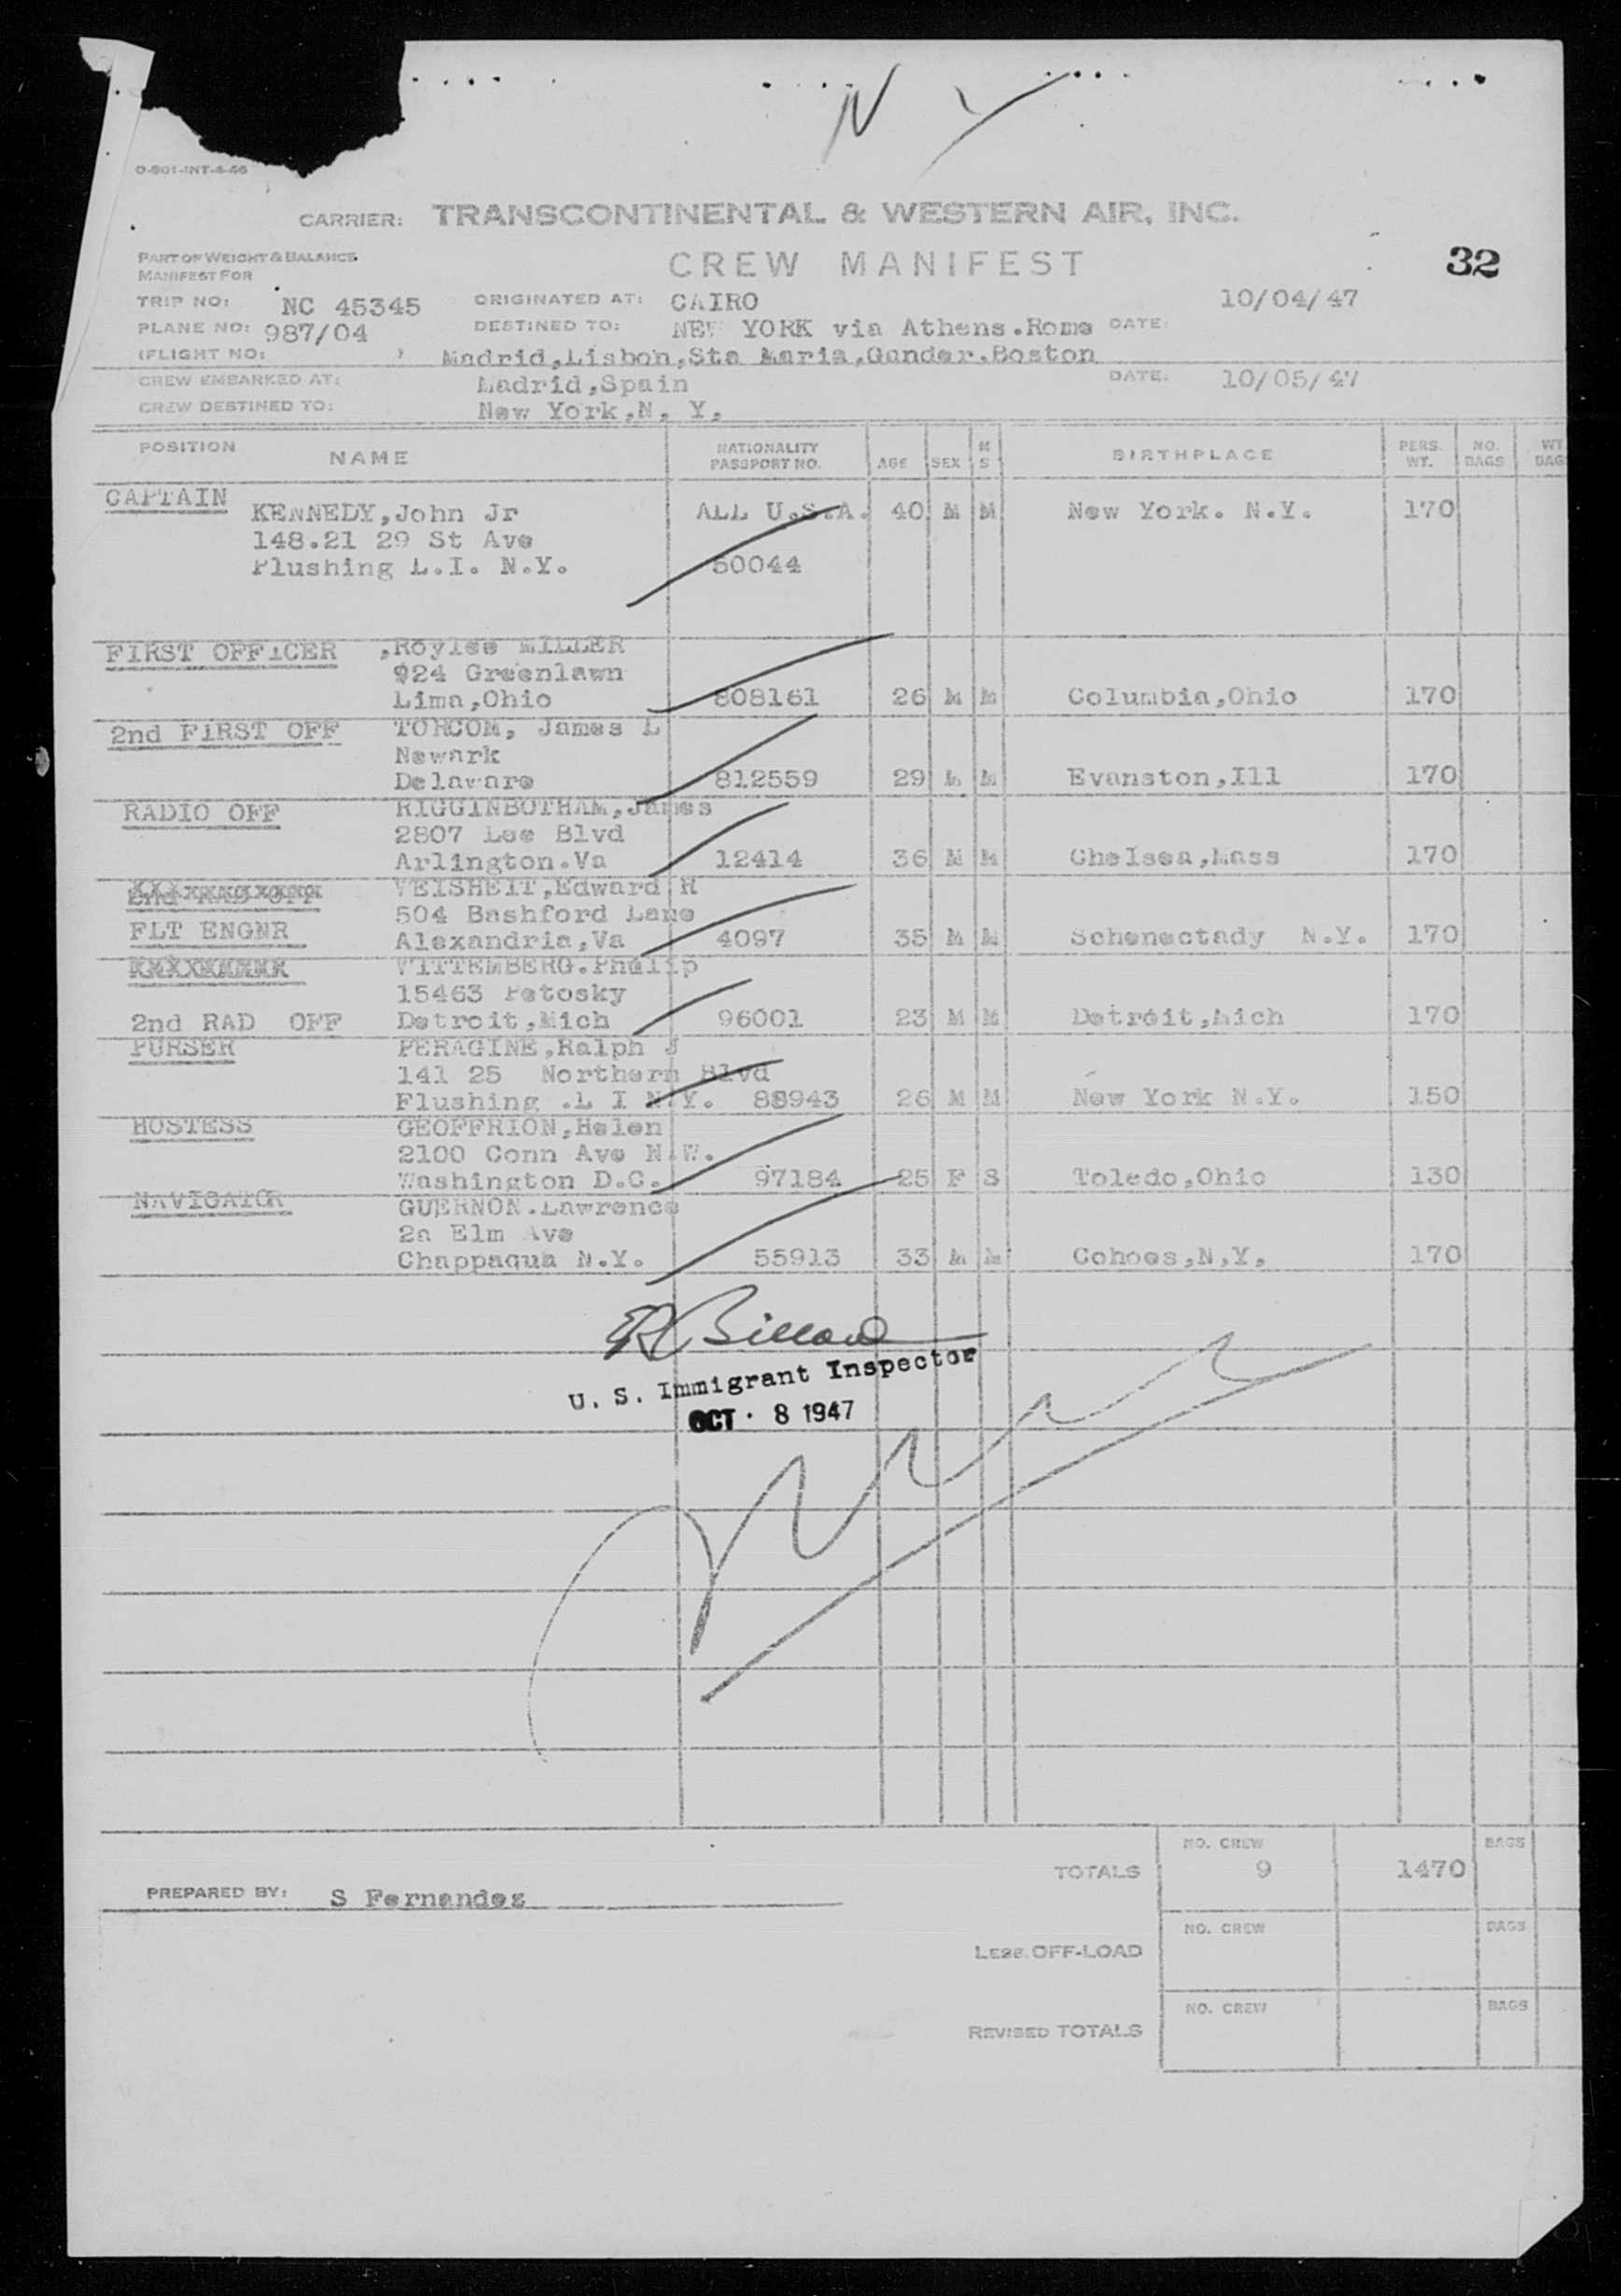 N Y
O-801-INT-4-46
CARRIER: TRANSCONTINENTAL & WESTERN AIR, INC.
PART OF WEIGHT & BALANCE
MANIFEST FOR
CREW MANIFEST
32
TRIP NO: NC 45345 ORIGINATED AT: CAIRO 10/04/47
PLANE NO: 987/04 DESTINED TO: NEW YORK via Athens.Rome DATE:
(FLIGHT NO: ) Madrid,Lisbon,Sta Maria,Gander.Boston
CREW EMBARKED AT: Madrid,Spain DATE: 10/05/47
CREW DESTINED TO: New York,N. Y.
POSITION NAME NATIONALITY PASSPORT NO. AGE SEX M S BIRTHPLACE PERS. WT. NO. BAGS WT. BAG
CAPTAIN
KENNEDY,John Jr ALL U.S.A. 40 M M New York. N.Y. 170
148.21 29 St Ave
Flushing L.I. N.Y. 50044
FIRST OFFICER ,Roylee MILLER
924 Greenlawn
Lima,Ohio 808161 26 M M Columbia,Ohio 170
2nd FIRST OFF TORCOM, James L
Newark
Delaware 812559 29 M M Evanston,Ill 170
RADIO OFF HIGGINBOTHAM,James
2807 Lee Blvd
Arlington.Va 12414 36 M M Chelsea,Mass 170
2nd RAD OFF VEISHEIT,Edward H
504 Bashford Lane
FLT ENGNR Alexandria,Va 4097 35 M M Schenectady N.Y. 170
VITTEMBERG.Philip
15463 Petosky
2nd RAD OFF Detroit,Mich 96001 23 M M Detroit,Mich 170
PURSER PERAGINE,Ralph J
141 25 Northern Blvd
Flushing .L I N.Y. 88943 26 M M New York N.Y. 150
HOSTESS GEOFFRION,Helen
2100 Conn Ave N.W.
Washington D.C. 97184 25 F S Toledo,Ohio 130
NAVIGATOR GUERNON.Lawrence
2a Elm Ave
Chappaqua N.Y. 55913 33 M M Cohoes,N,Y, 170
U. S. Immigrant Inspector
OCT 8 1947
NO. CREW BAGS
TOTALS 9 1470
PREPARED BY: S Fernandez
NO. CREW BAGS
LESS OFF-LOAD
NO. CREW BAGS
REVISED TOTALS